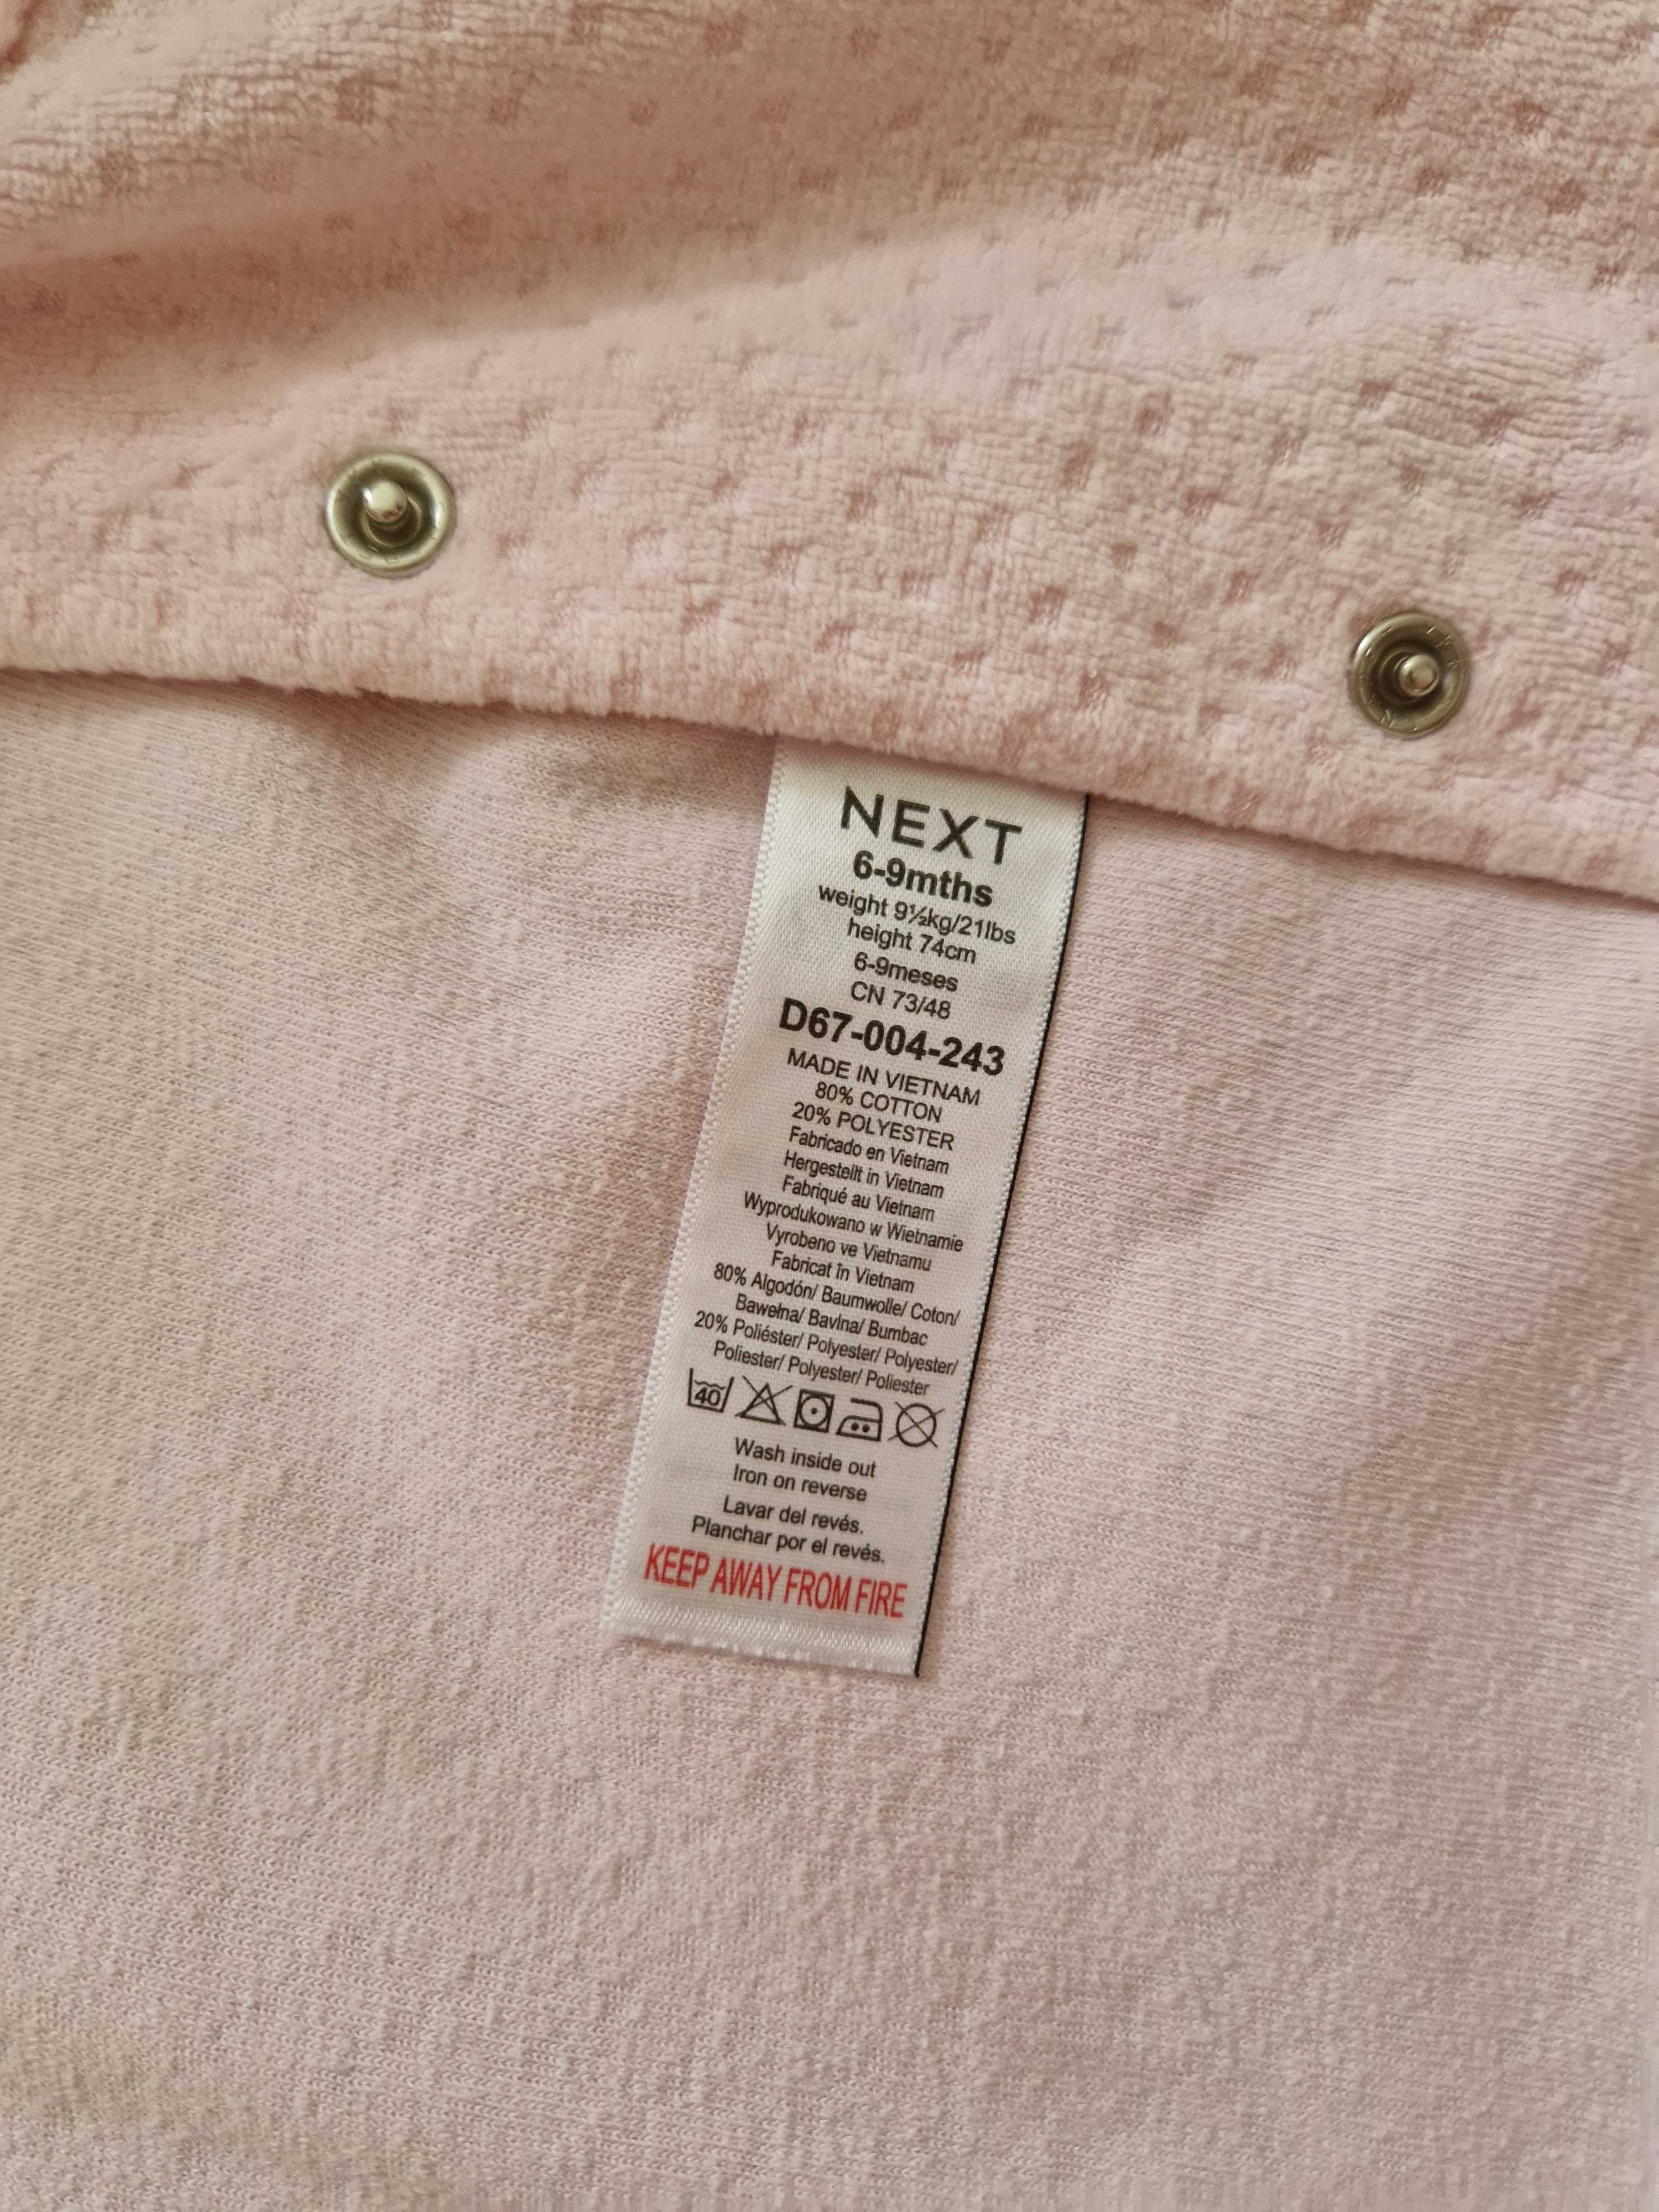 NEXT
6-9mths
weight 9½kg/21lbs
height 74cm
6-9meses
CN 73/48
D67-004-243
MADE IN VIETNAM
80% COTTON
20% POLYESTER
Fabricado en Vietnam
Hergestellt in Vietnam
Fabriqué au Vietnam
Wyprodukowano w Wietnamie
Vyrobeno ve Vietnamu
Fabricat în Vietnam
80% Algodón/ Baumwolle/ Coton/
Bawełna/ Bavlna/ Bumbac
20% Poliéster/ Polyester/ Polyester/
Poliester/ Polyester/ Poliester
40
Wash inside out
Iron on reverse
Lavar del revés.
Planchar por el revés.
KEEP AWAY FROM FIRE